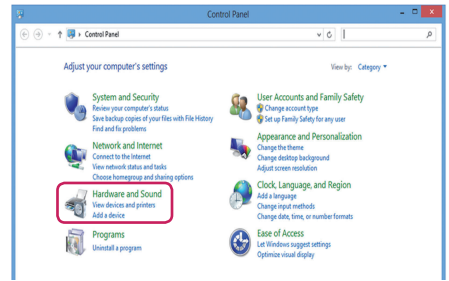 Control Panel
Control Panel
Adjust your computer's settings
View by: Category
System and Security
Review your computer's status
Save backup copies of your files with File History
Find and fix problems
Network and Internet
Connect to the Internet
View network status and tasks
Choose homegroup and sharing options
Hardware and Sound
View devices and printers
Add a device
Programs
Uninstall a program
User Accounts and Family Safety
Change account type
Set up Family Safety for any user
Appearance and Personalization
Change the theme
Change desktop background
Adjust screen resolution
Clock, Language, and Region
Add a language
Change input methods
Change date, time, or number formats
Ease of Access
Let Windows suggest settings
Optimize visual display